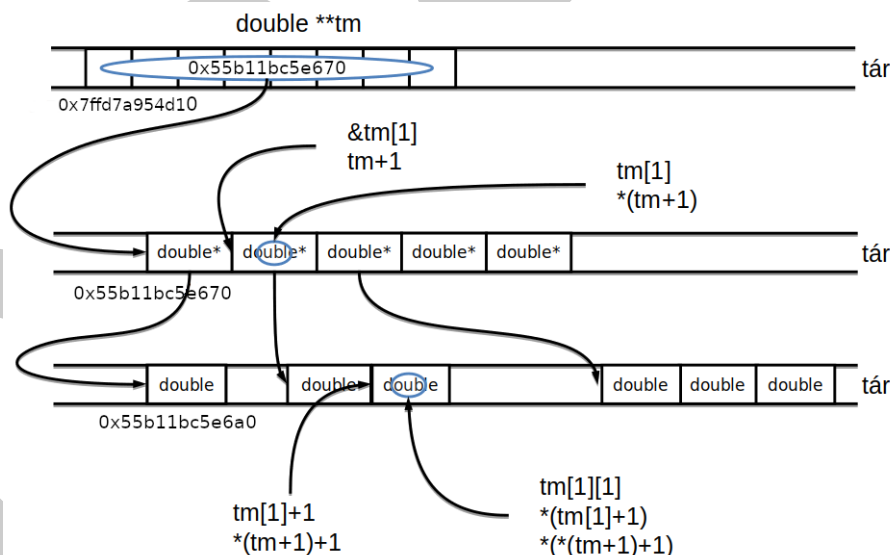 double **tm
0x55b11bc5e670
tár
0x7ffd7a954d10
&tm[1]
tm+1
tm[1]
*(tm+1)
double* double* double* double* double*
tár
0x55b11bc5e670
double double double double double double
tár
0x55b11bc5e6a0
tm[1]+1
*(tm+1)+1
tm[1][1]
*(tm[1]+1)
*(*(tm+1)+1)